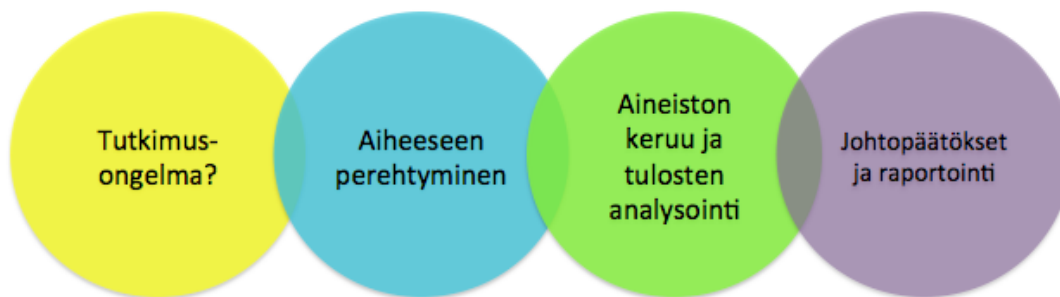 Tutkimus-
ongelma?
Aiheeseen
perehtyminen
Aineiston
keruu ja
tulosten
analysointi
Johtopäätökset
ja raportointi